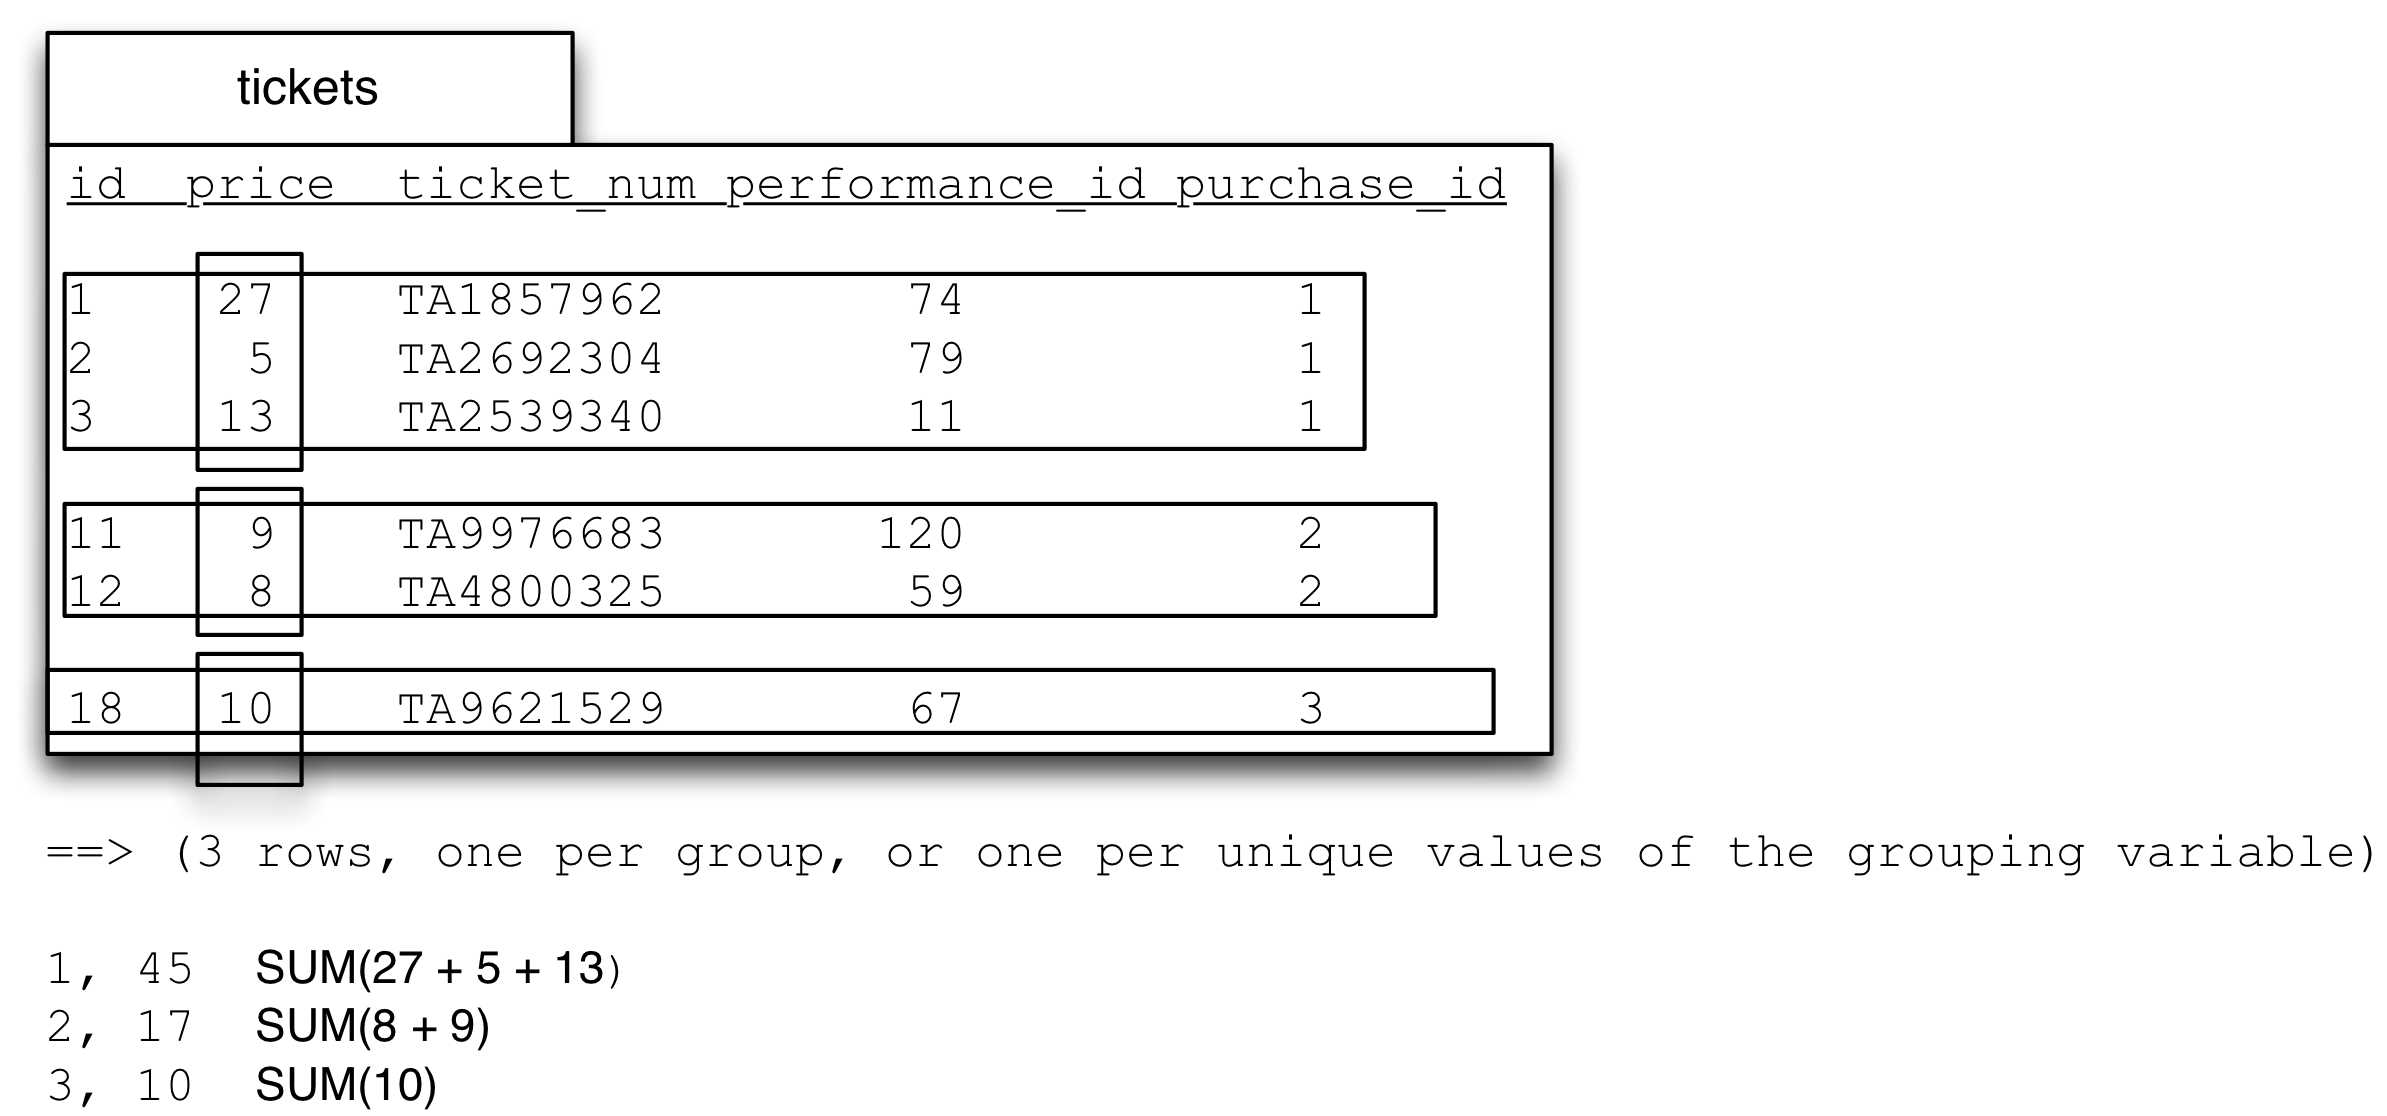 tickets
id price ticket_num performance_id purchase_id
1 27 TA1857962 74 1
2 5 TA2692304 79 1
3 13 TA2539340 11 1
11 9 TA9976683 120 2
12 8 TA4800325 59 2
18 10 TA9621529 67 3
==> (3 rows, one per group, or one per unique values of the grouping variable)
1, 45 SUM(27 + 5 + 13)
2, 17 SUM(8 + 9)
3, 10 SUM(10)